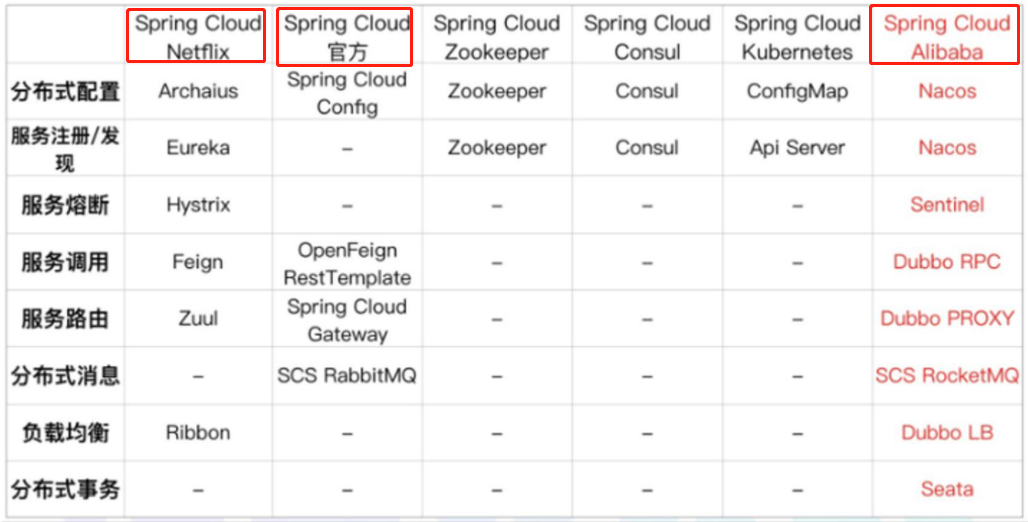 Spring Cloud Spring Cloud Spring Cloud Spring Cloud Spring Cloud Spring Cloud
Netflix 官方 Zookeeper Consul Kubernetes Alibaba
分布式配置 Archaius Spring Cloud Zookeeper Consul ConfigMap Nacos
Config
服务注册/发 Eureka – Zookeeper Consul Api Server Nacos
现
服务熔断 Hystrix – – – – Sentinel
服务调用 Feign OpenFeign – – – Dubbo RPC
RestTemplate
服务路由 Zuul Spring Cloud – – – Dubbo PROXY
Gateway
分布式消息 – SCS RabbitMQ – – – SCS RocketMQ
负载均衡 Ribbon – – – – Dubbo LB
分布式事务 – – – – – Seata